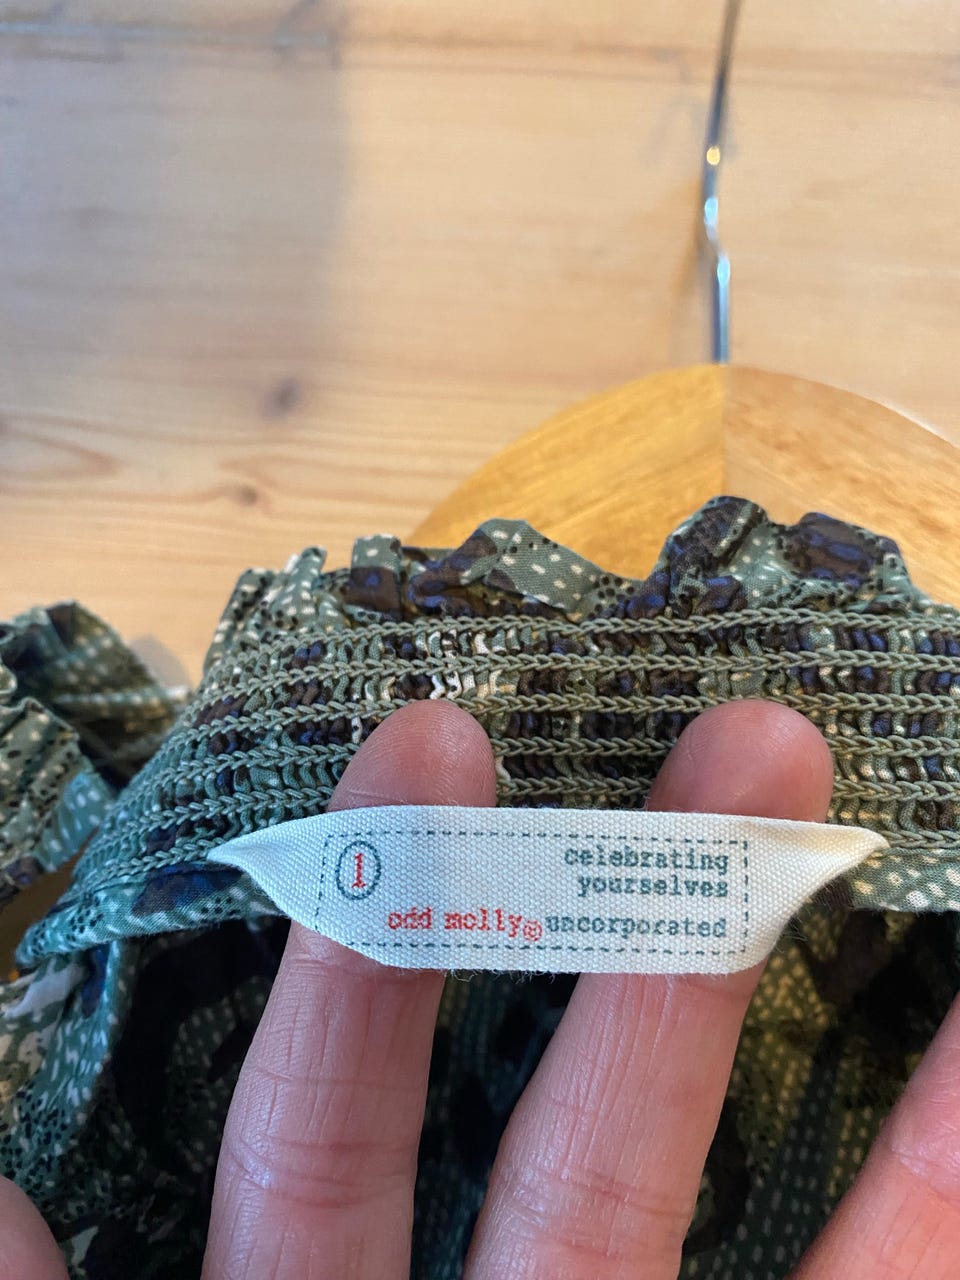 1
celebrating
yourselves
odd molly® uncorporated